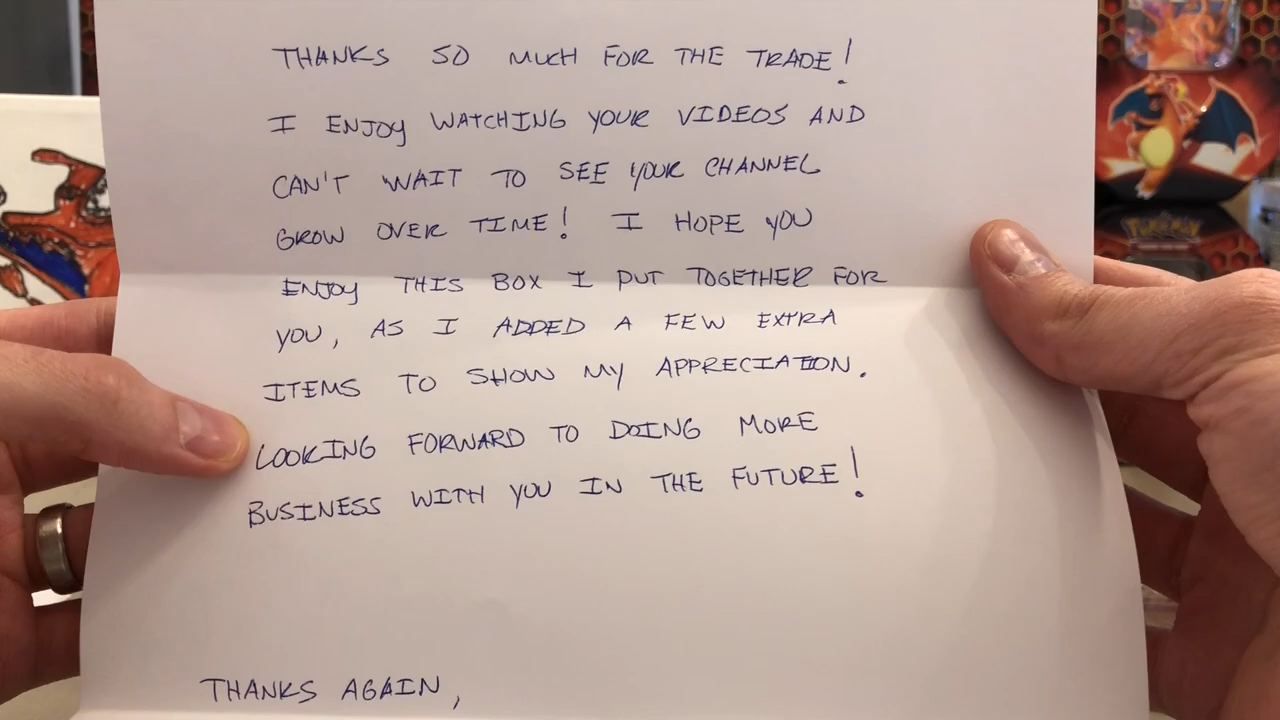 THANKS SO MUCH FOR THE TRADE!
I ENJOY WATCHING YOUR VIDEOS AND
CAN'T WAIT TO SEE YOUR CHANNEL
GROW OVER TIME! I HOPE YOU
ENJOY THIS BOX I PUT TOGETHER FOR
YOU, AS I ADDED A FEW EXTRA
ITEMS TO SHOW MY APPRECIATION.
LOOKING FORWARD TO DOING MORE
BUSINESS WITH YOU IN THE FUTURE!
THANKS AGAIN,
POKÉMON